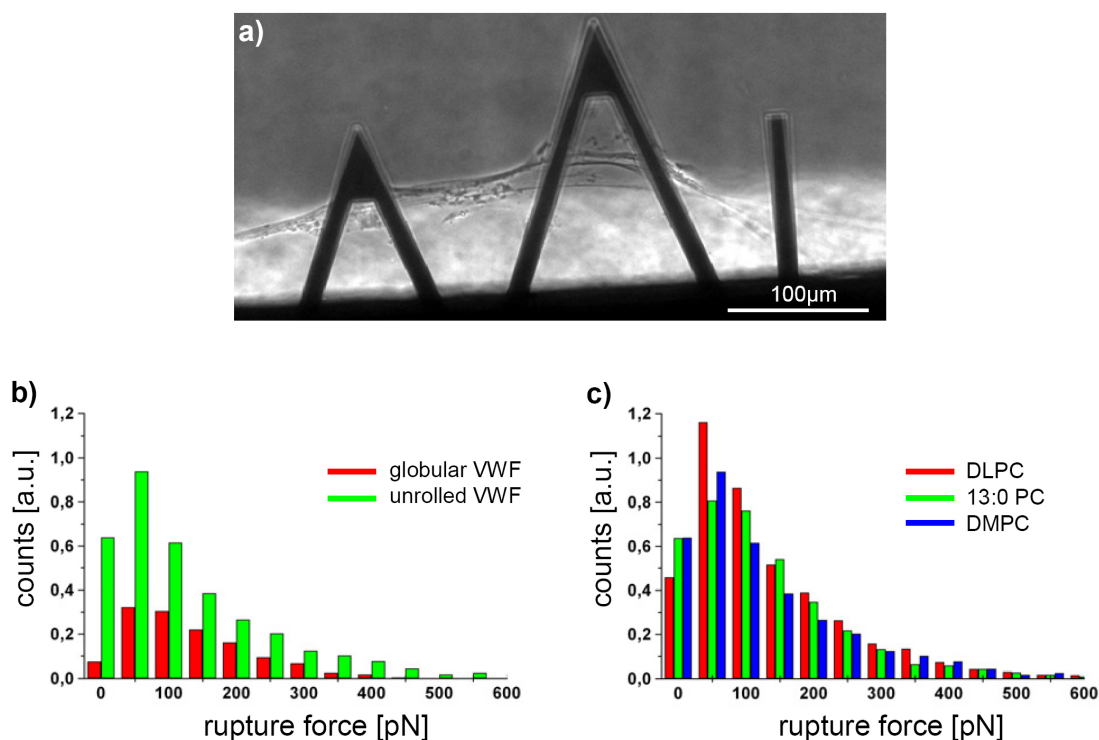 a)
100µm
b)
1,2
1,0
0,8
0,6
0,4
0,2
0,0
counts [a.u.]
globular VWF
unrolled VWF
0 100 200 300 400 500 600
rupture force [pN]
c)
1,2
1,0
0,8
0,6
0,4
0,2
0,0
counts [a.u.]
DLPC
13:0 PC
DMPC
0 100 200 300 400 500 600
rupture force [pN]